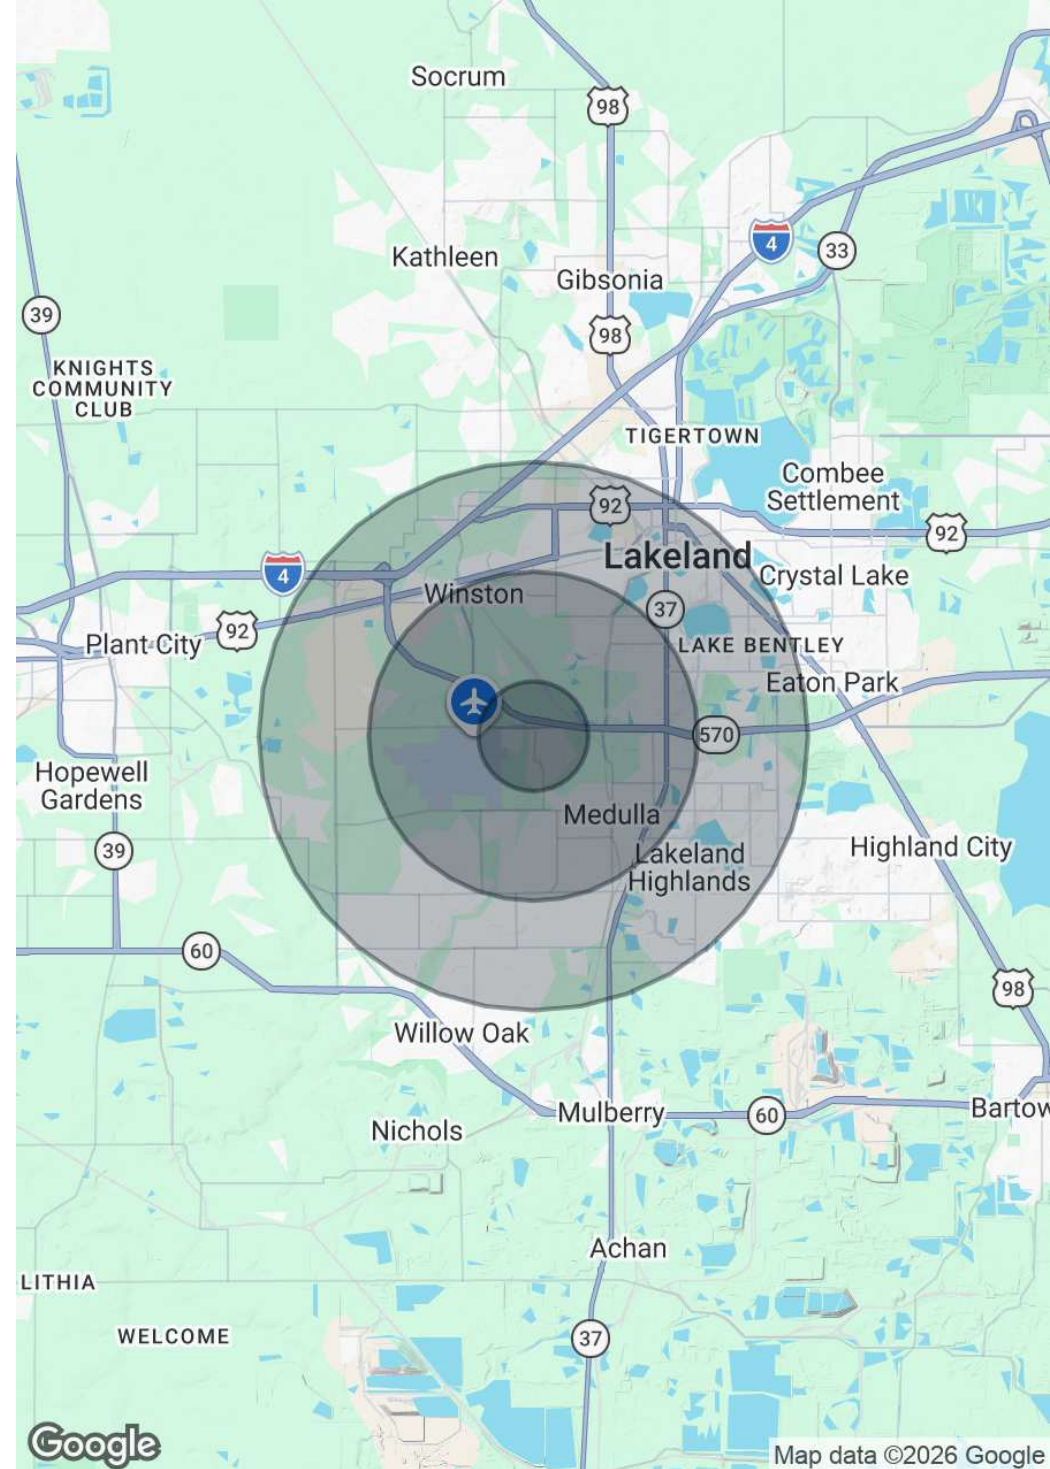 Socrum
98
4
33
Kathleen
Gibsonia
39
98
KNIGHTS
COMMUNITY
CLUB
TIGERTOWN
Combee
Settlement
92
92
Lakeland
4
Crystal Lake
Winston
37
92
Plant City
LAKE BENTLEY
Eaton Park
570
Hopewell
Gardens
Medulla
39
Highland City
Lakeland
Highlands
60
98
Willow Oak
Mulberry
60
Bartow
Nichols
Achan
LITHIA
WELCOME
37
Google
Map data ©2026 Google